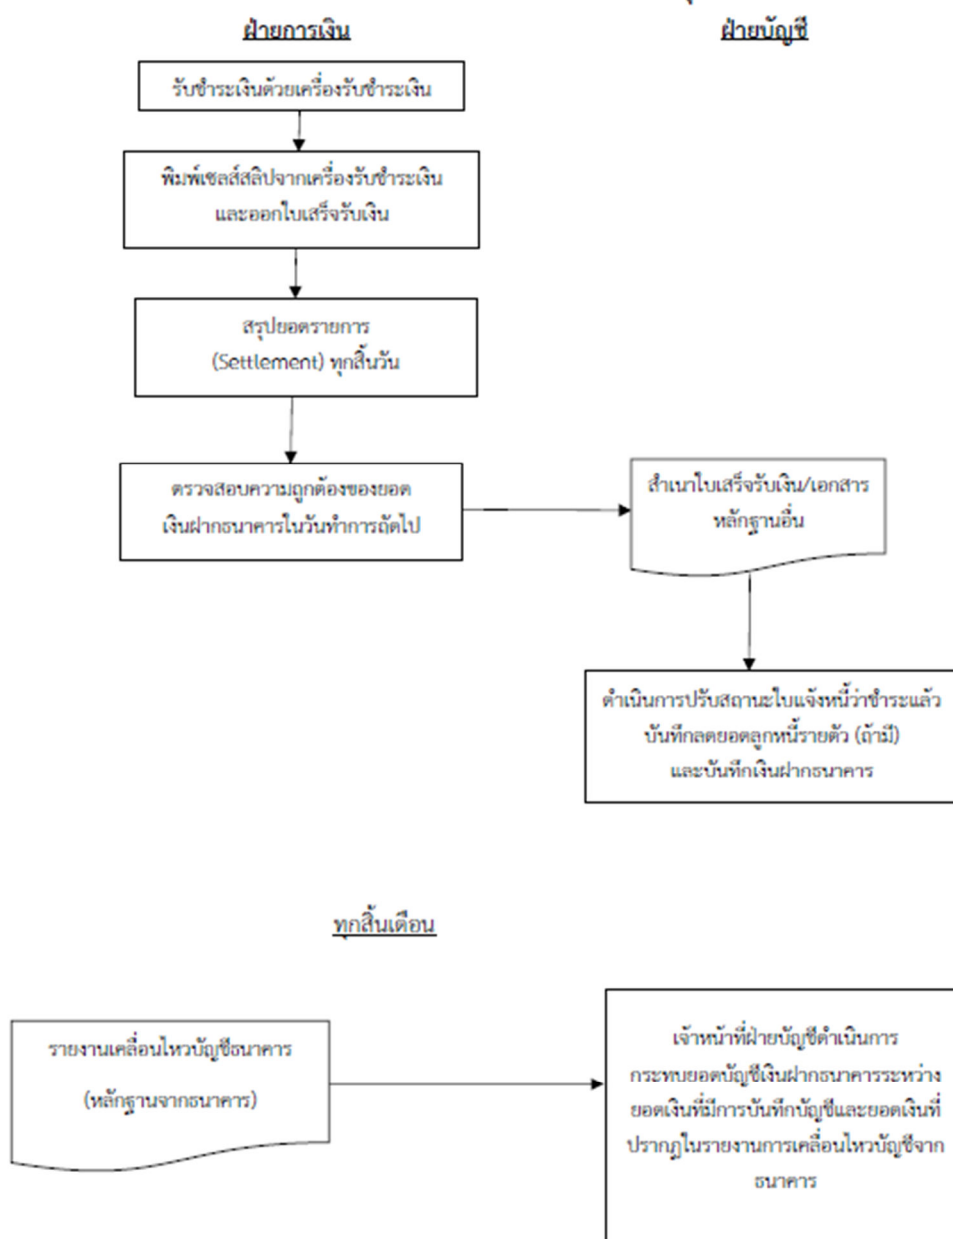 ฝ่ายการเงิน
ฝ่ายบัญชี
รับชำระเงินด้วยเครื่องรับชำระเงิน
พิมพ์เซลส์สลิปจากเครื่องรับชำระเงิน
และออกใบเสร็จรับเงิน
สรุปยอดรายการ
(Settlement) ทุกสิ้นวัน
ตรวจสอบความถูกต้องของยอด
เงินฝากธนาคารในวันทำการถัดไป
สำเนาใบเสร็จรับเงิน/เอกสาร
หลักฐานอื่น
ดำเนินการปรับสถานะใบแจ้งหนี้ว่าชำระแล้ว
บันทึกลดยอดลูกหนี้รายตัว (ถ้ามี)
และบันทึกเงินฝากธนาคาร
ทุกสิ้นเดือน
รายงานเคลื่อนไหวบัญชีธนาคาร
(หลักฐานจากธนาคาร)
เจ้าหน้าที่ฝ่ายบัญชีดำเนินการ
กระทบยอดบัญชีเงินฝากธนาคารระหว่าง
ยอดเงินที่มีการบันทึกบัญชีและยอดเงินที่
ปรากฏในรายงานการเคลื่อนไหวบัญชีจาก
ธนาคาร